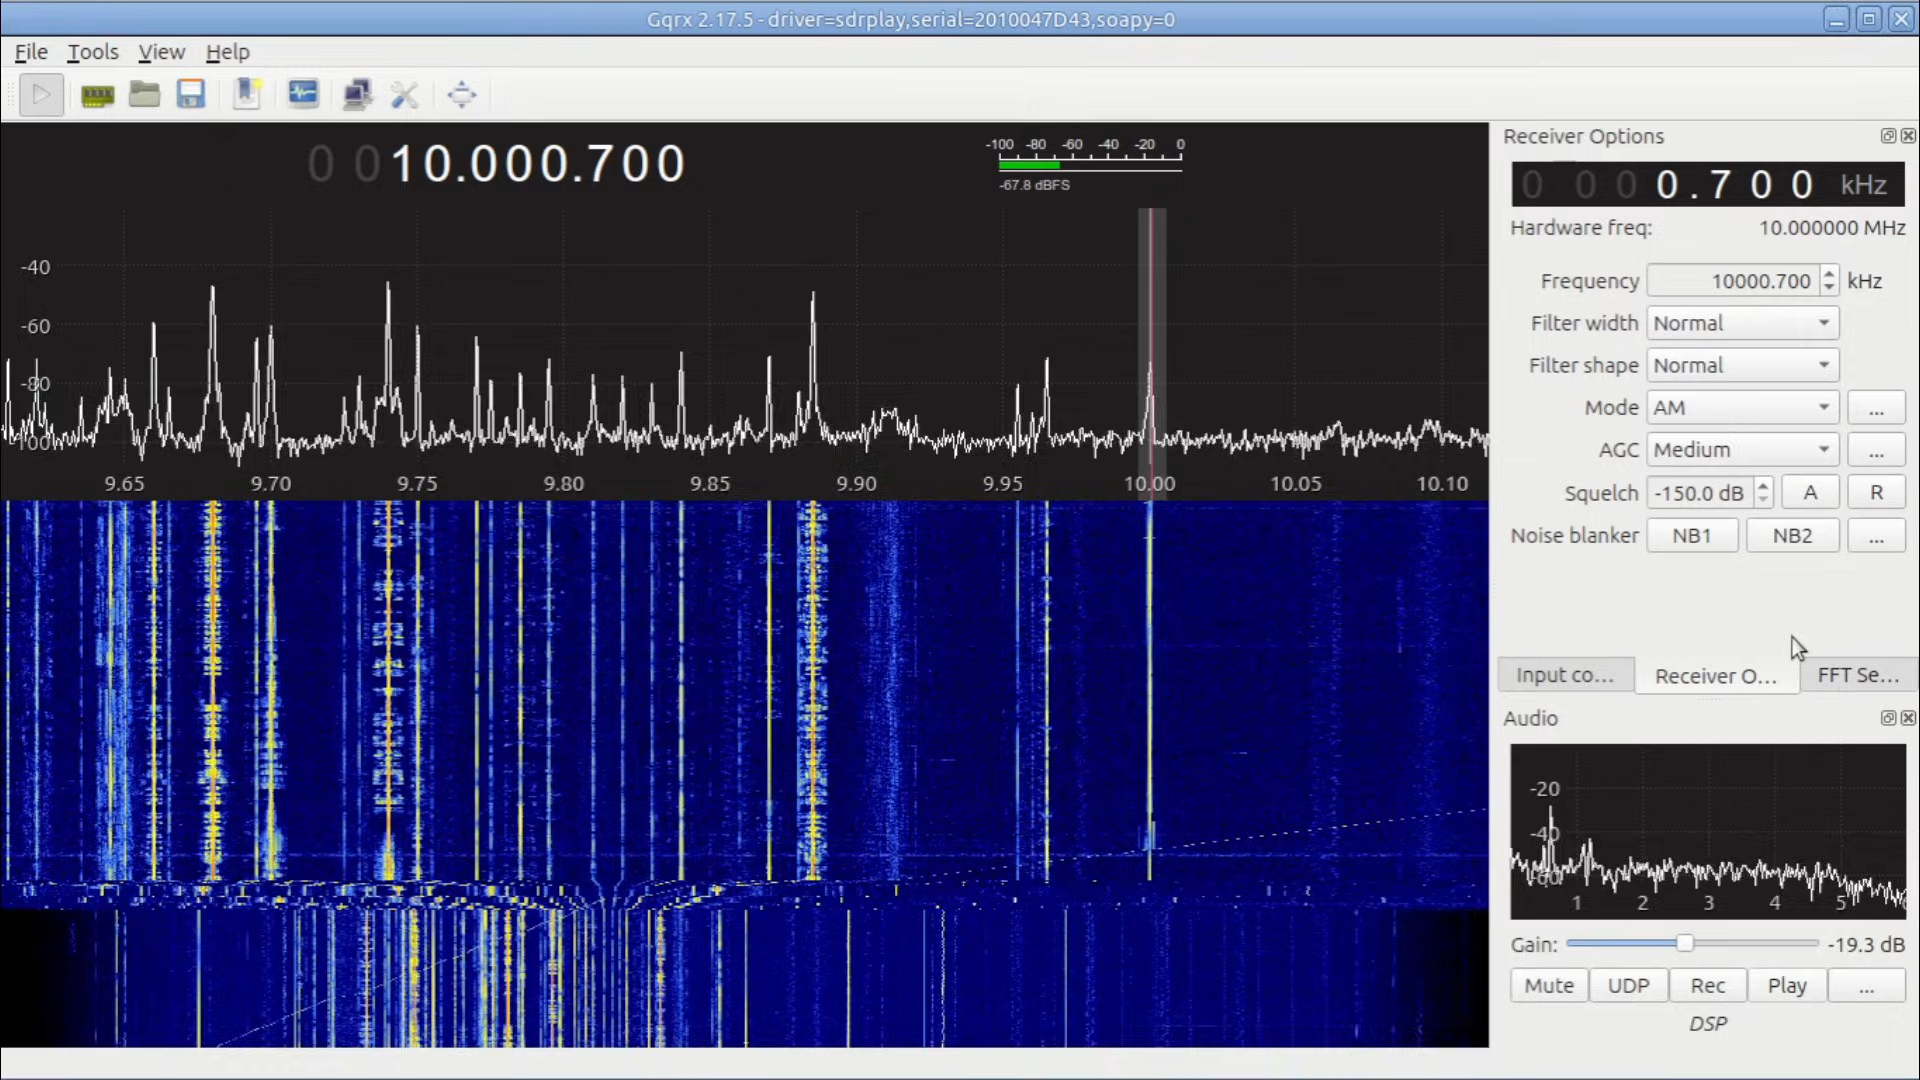 Gqrx 2.17.5 - driver=sdrplay,serial=2010047D43,soapy=0
File Tools View Help
0 010.000.700
-100 -80 -60 -40 -20 0
-67.8 dBFS
-40
-60
-80
9.65 9.70 9.75 9.80 9.85 9.90 9.95 10.00 10.05 10.10
Receiver Options
0 0 0 0.7 0 0 kHz
Hardware freq: 10.000000 MHz
Frequency 10000.700 kHz
Filter width Normal
Filter shape Normal
Mode AM ...
AGC Medium ...
Squelch -150.0 dB A R
Noise blanker NB1 NB2 ...
Input co... Receiver O... FFT Se...
Audio
-20
-40
1 2 3 4 5
Gain: -19.3 dB
Mute UDP Rec Play ...
DSP